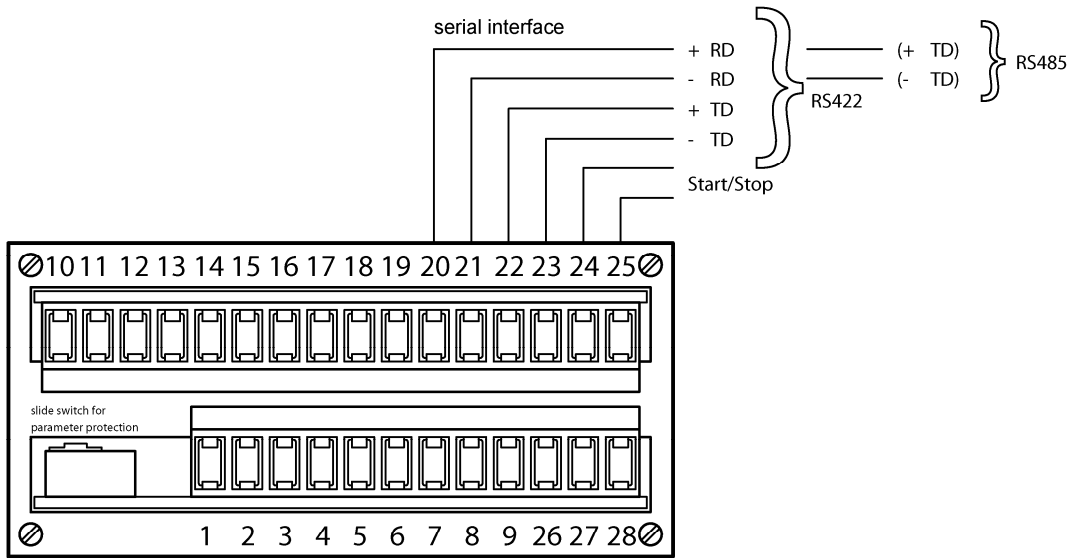 serial interface
+ RD (+ TD)
- RD (- TD) RS485
+ TD RS422
- TD
Start/Stop
10 11 12 13 14 15 16 17 18 19 20 21 22 23 24 25
slide switch for
parameter protection
1 2 3 4 5 6 7 8 9 26 27 28